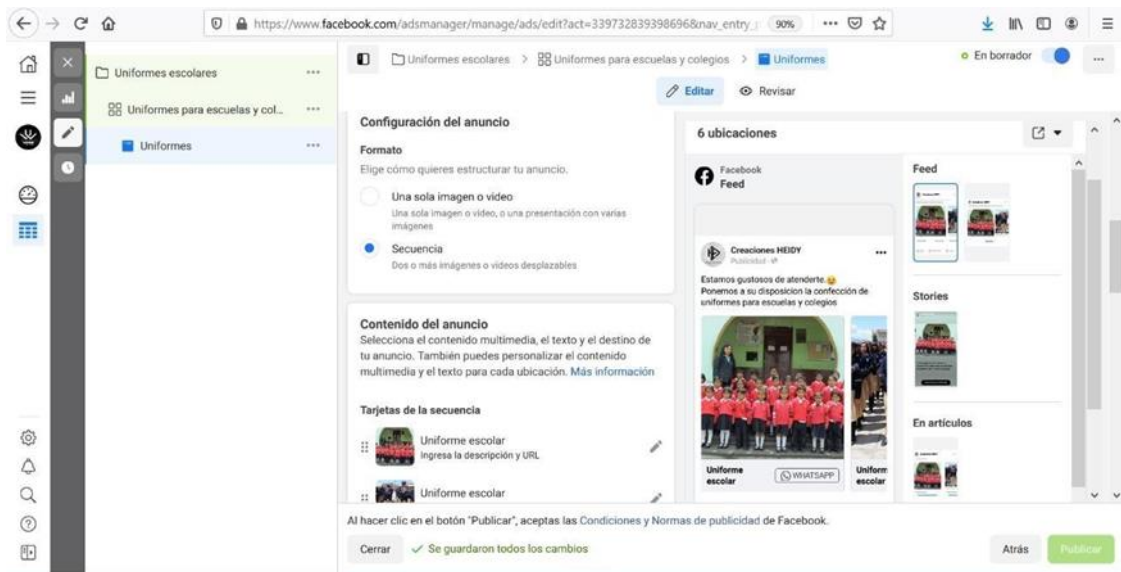 https://www.facebook.com/adsmanager/manage/ads/edit?act=339732839398696&nav_entry_
90%
Uniformes escolares
Uniformes para escuelas y col...
Uniformes
Uniformes escolares > Uniformes para escuelas y colegios > Uniformes
En borrador
Editar
Revisar
Configuración del anuncio
Formato
Elige cómo quieres estructurar tu anuncio.
Una sola imagen o video
Una sola imagen o video, o una presentación con varias
imágenes
Secuencia
Dos o más imágenes o videos desplazables
Contenido del anuncio
Selecciona el contenido multimedia, el texto y el destino de
tu anuncio. También puedes personalizar el contenido
multimedia y el texto para cada ubicación. Más información
Tarjetas de la secuencia
Uniforme escolar
Ingresa la descripción y URL
Uniforme escolar
6 ubicaciones
Facebook
Feed
Creaciones HEIDY
Publicidad
Estamos gustosos de atenderte.
Ponemos a su disposicion la confección de
uniformes para escuelas y colegios
Uniforme
escolar
WHATSAPP
Uniform
escolar
Feed
Stories
En artículos
Al hacer clic en el botón "Publicar", aceptas las Condiciones y Normas de publicidad de Facebook.
Cerrar
Se guardaron todos los cambios
Atrás
Publicar